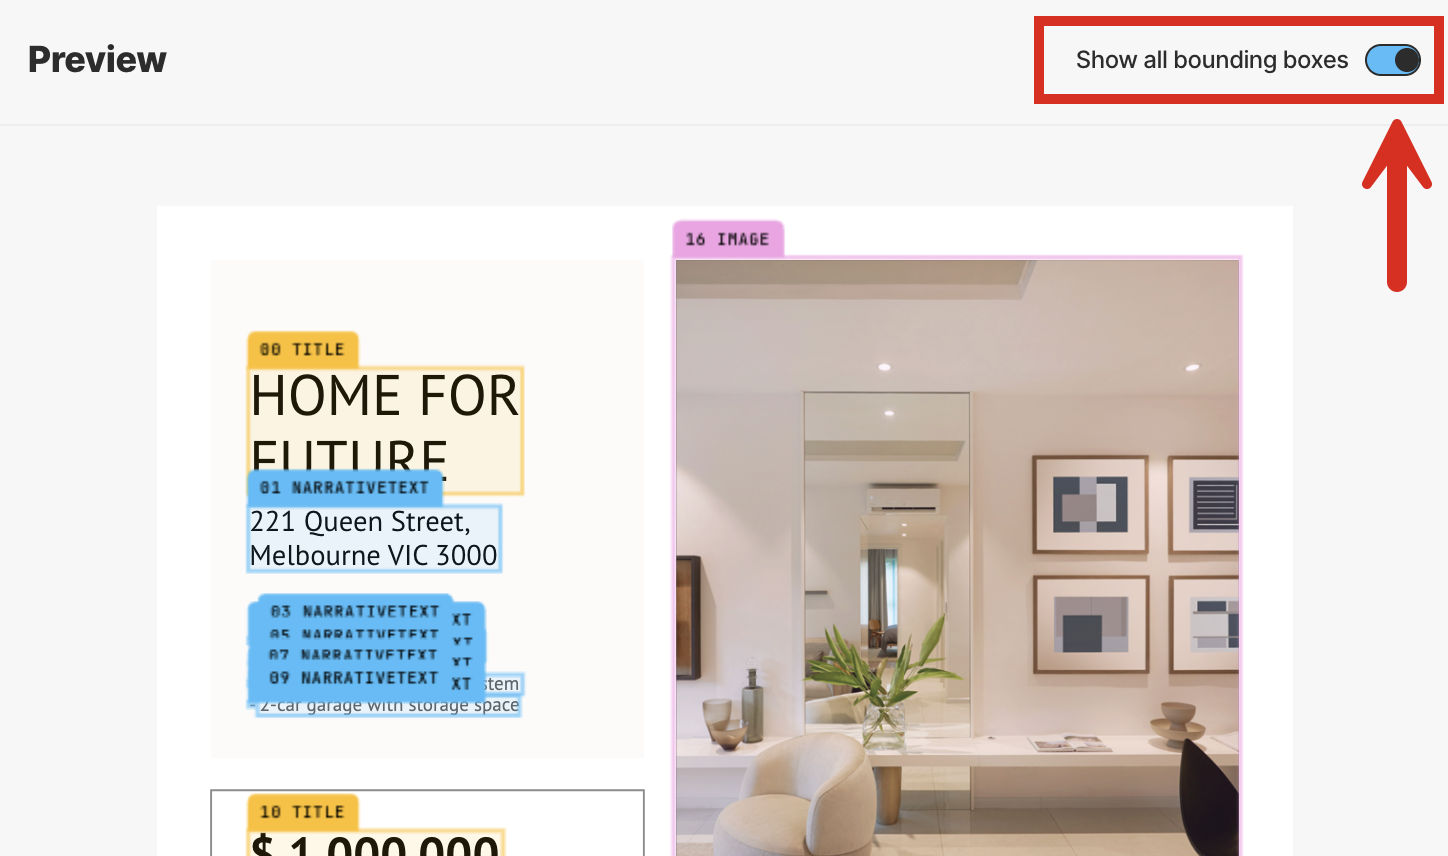 Preview
Show all bounding boxes
16 IMAGE
00 TITLE
HOME FOR
FUTURE
01 NARRATIVETEXT
221 Queen Street,
Melbourne VIC 3000
03 NARRATIVETEXT
XT
05 NARRATIVETEXT
XT
07 NARRATIVETEXT
XT
09 NARRATIVETEXT
XT
stem
- 2-car garage with storage space
10 TITLE
$ 1,000,000